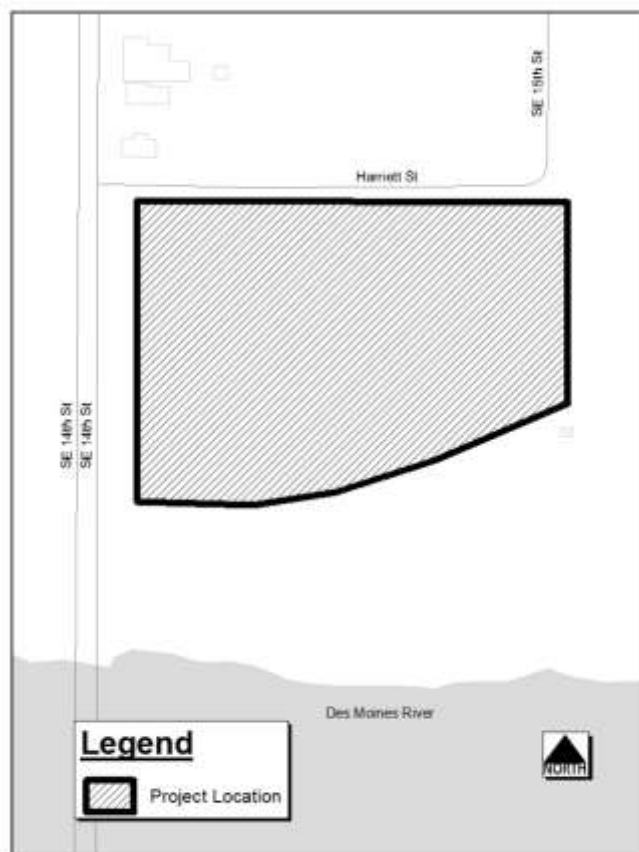 SE 15th St
Harriett St
SE 14th St
SE 14th St
Des Moines River
Legend
Project Location
NORTH